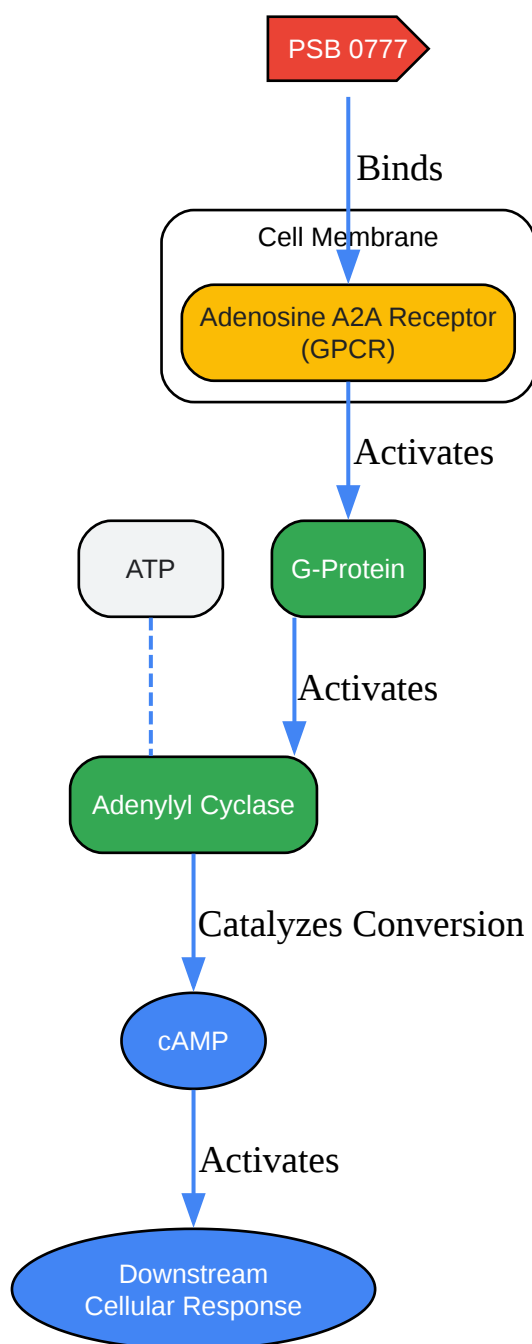 PSB 0777
Binds
Cell Membrane
Adenosine A2A Receptor
(GPCR)
Activates
ATP
G-Protein
Activates
Adenylyl Cyclase
Catalyzes Conversion
cAMP
Activates
Downstream
Cellular Response